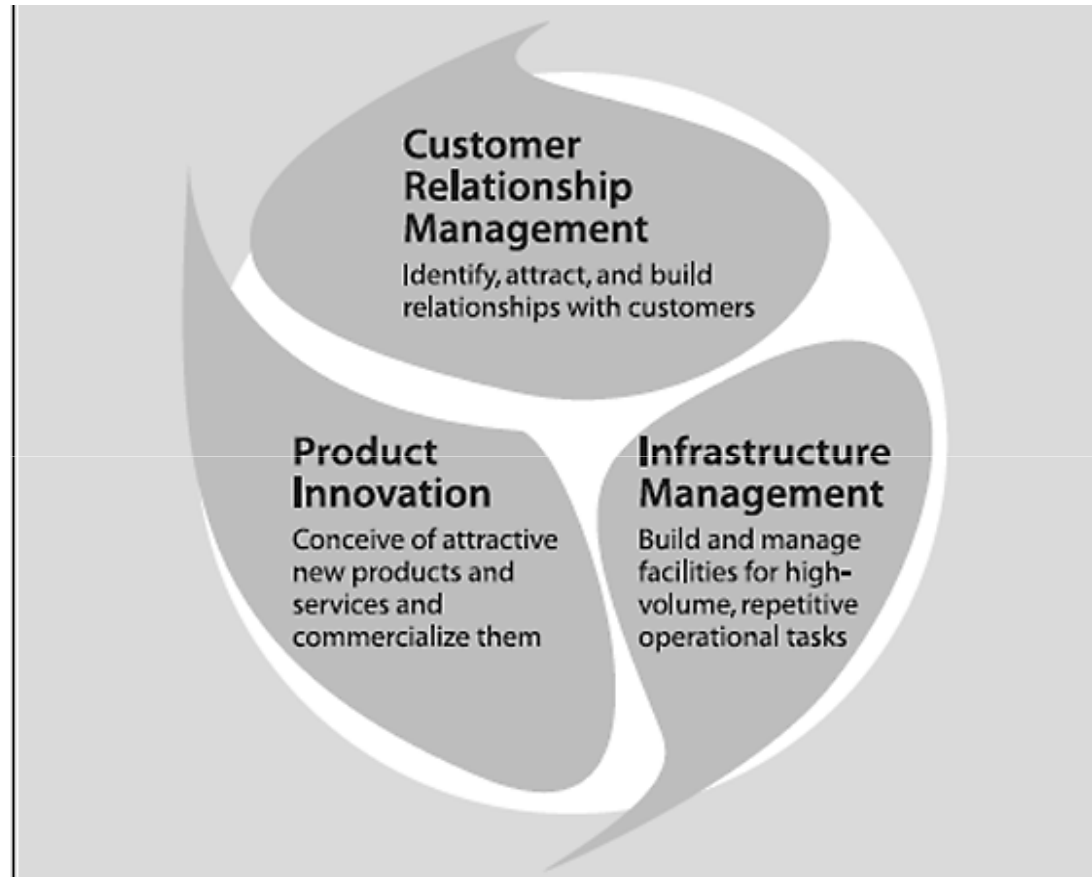 Customer
Relationship
Management
Identify, attract, and build
relationships with customers
Product
Innovation
Conceive of attractive
new products and
services and
commercialize them
Infrastructure
Management
Build and manage
facilities for high-
volume, repetitive
operational tasks